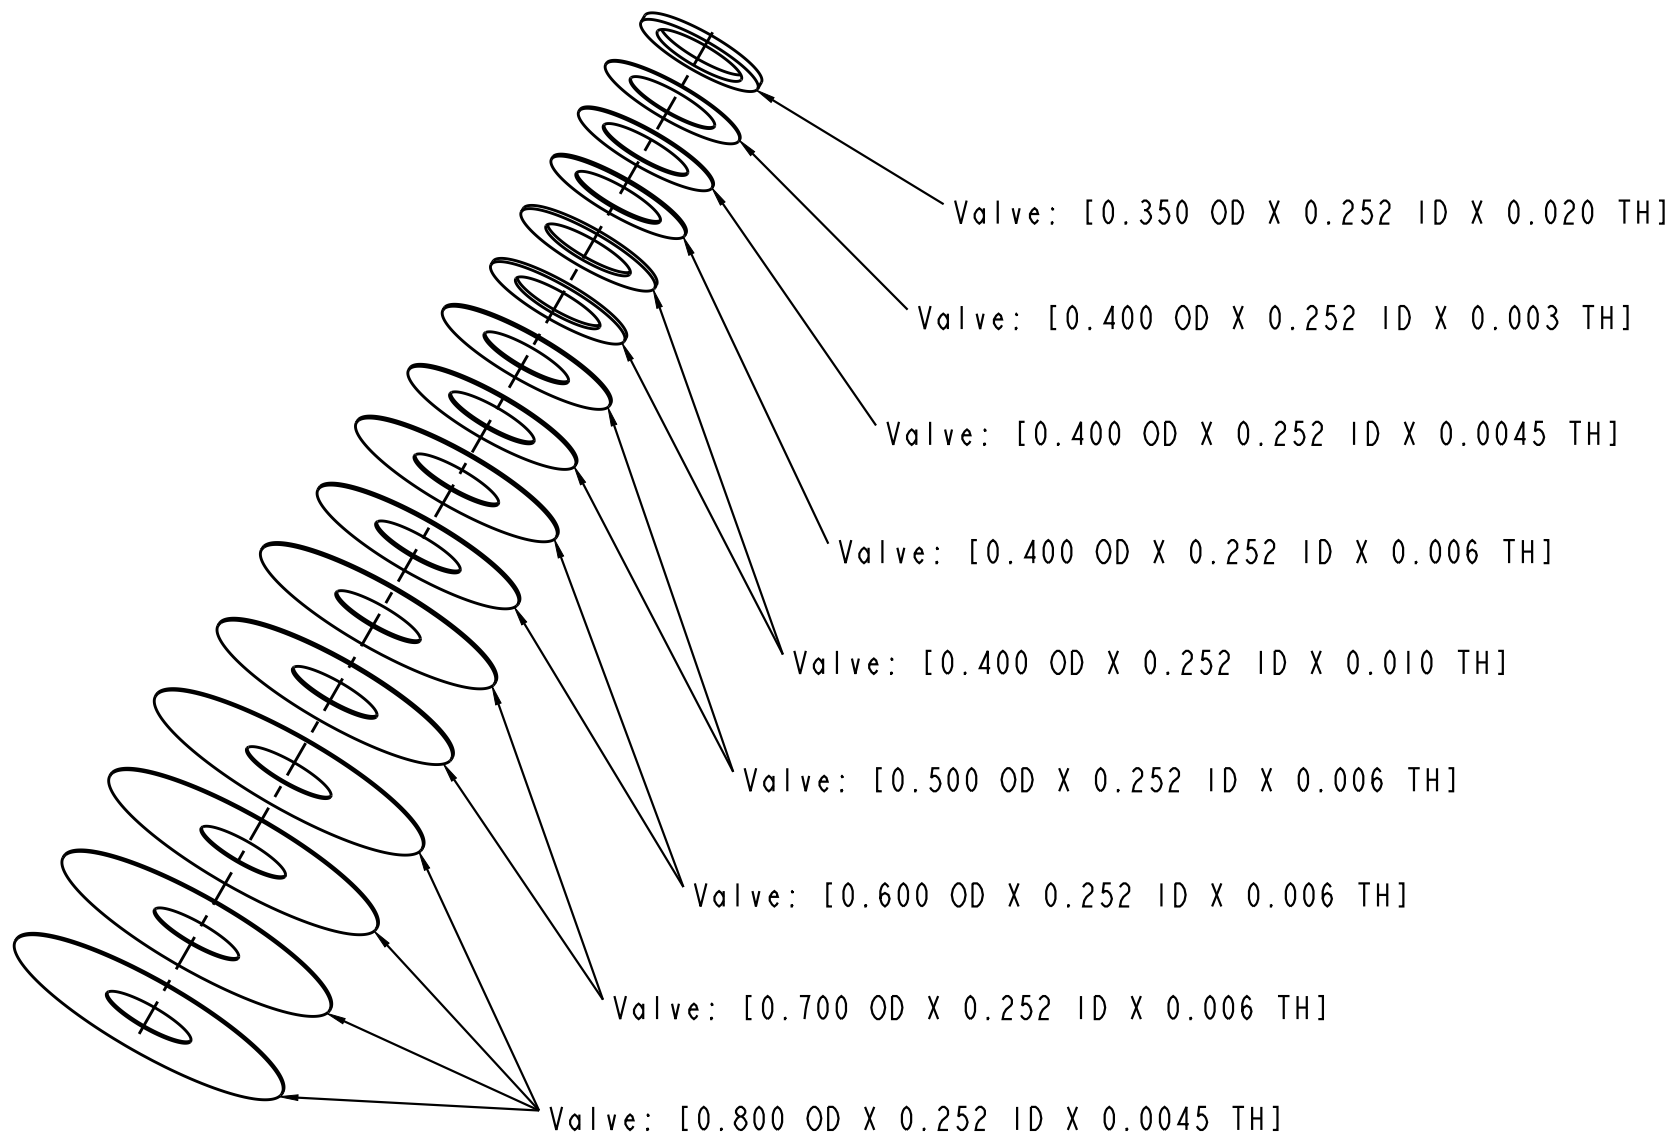 Valve: [0.350 OD X 0.252 ID X 0.020 TH]
Valve: [0.400 OD X 0.252 ID X 0.003 TH]
Valve: [0.400 OD X 0.252 ID X 0.0045 TH]
Valve: [0.400 OD X 0.252 ID X 0.006 TH]
Valve: [0.400 OD X 0.252 ID X 0.010 TH]
Valve: [0.500 OD X 0.252 ID X 0.006 TH]
Valve: [0.600 OD X 0.252 ID X 0.006 TH]
Valve: [0.700 OD X 0.252 ID X 0.006 TH]
Valve: [0.800 OD X 0.252 ID X 0.0045 TH]